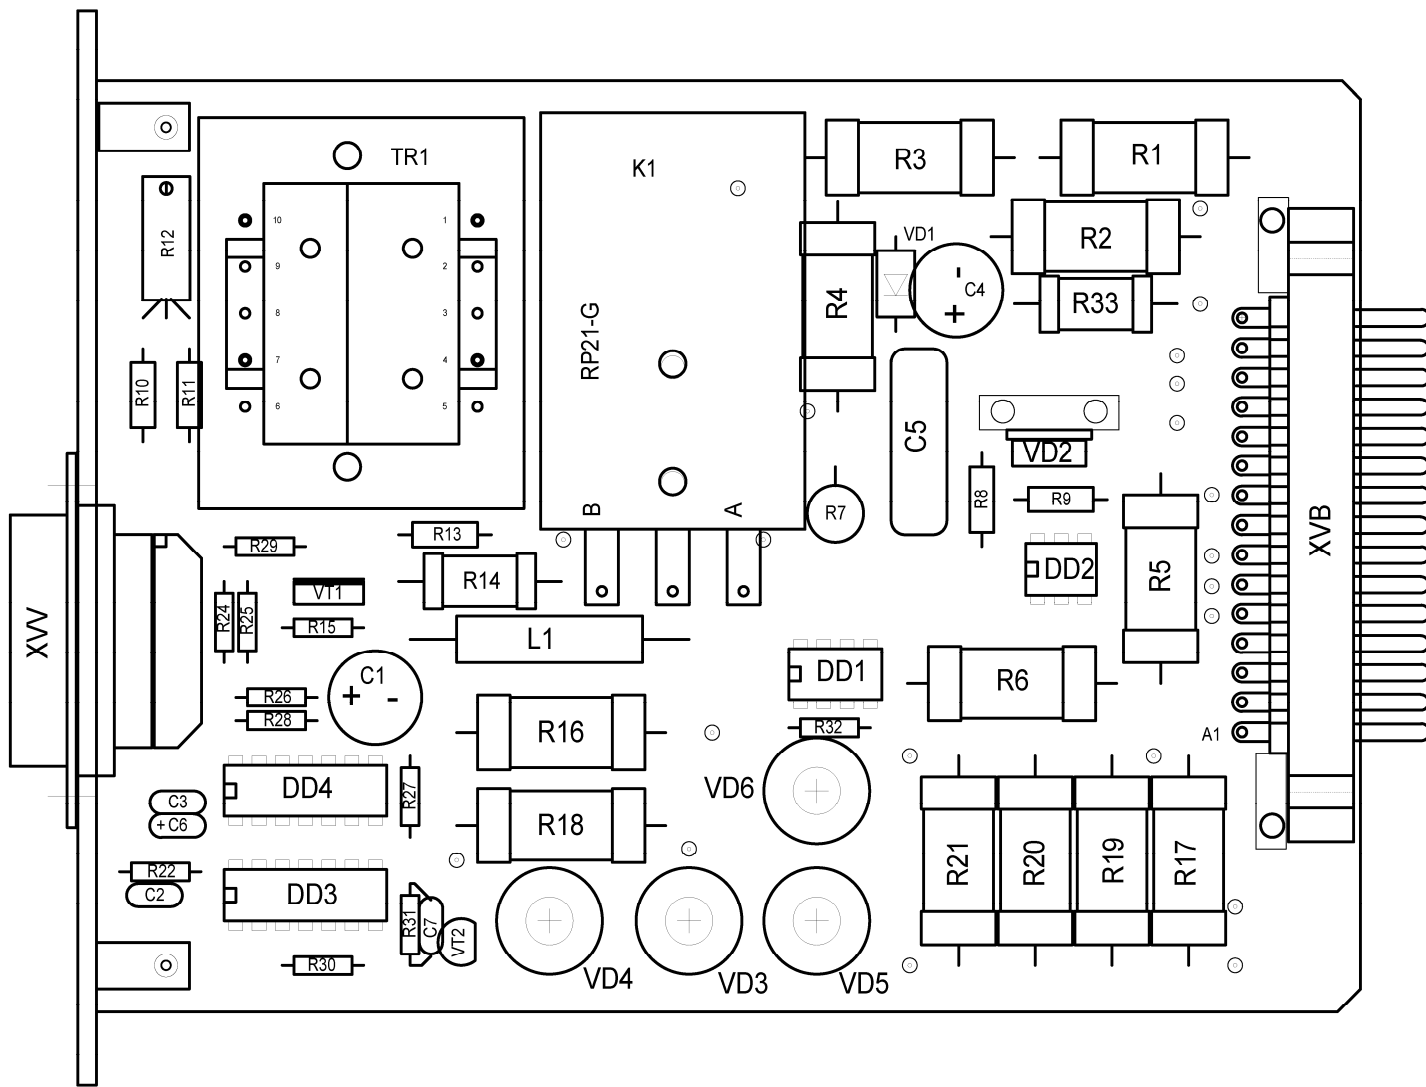 TR1
K1
R3
R1
R12
10
1
VD1
R2
9
2
C4
-
+
R33
R4
8
3
RP21-G
7
4
R10
R11
6
5
C5
VD2
R8
R9
B
A
R7
XVB
R13
R29
R14
DD2
R5
VT1
R24
R25
R15
XVV
L1
DD1
R6
C1
+
-
R26
R28
R16
R32
A1
DD4
R27
VD6
C3
+ C6
R18
R22
C2
DD3
R31
C7
VT2
R21
R20
R19
R17
R30
VD4
VD3
VD5